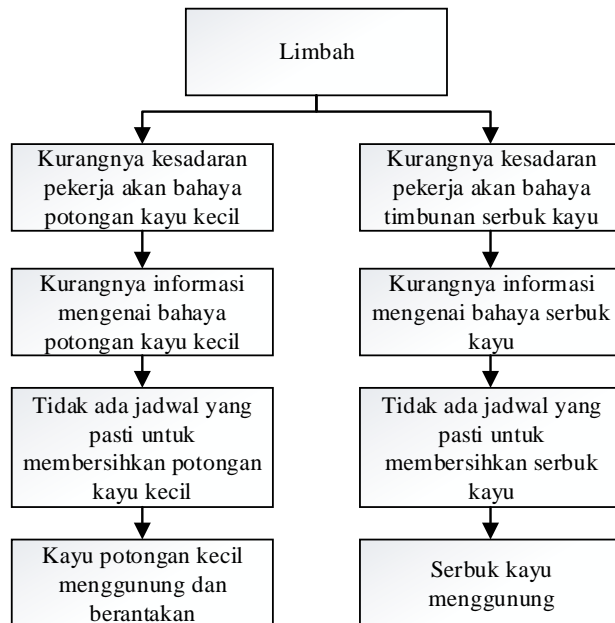 Limbah
Kurangnya kesadaran
pekerja akan bahaya
potongan kayu kecil
Kurangnya informasi
mengenai bahaya
potongan kayu kecil
Tidak ada jadwal yang
pasti untuk
membersihkan potongan
kayu kecil
Kayu potongan kecil
menggunung dan
berantakan
Kurangnya kesadaran
pekerja akan bahaya
timbunan serbuk kayu
Kurangnya informasi
mengenai bahaya serbuk
kayu
Tidak ada jadwal yang
pasti untuk
membersihkan serbuk
kayu
Serbuk kayu
menggunung